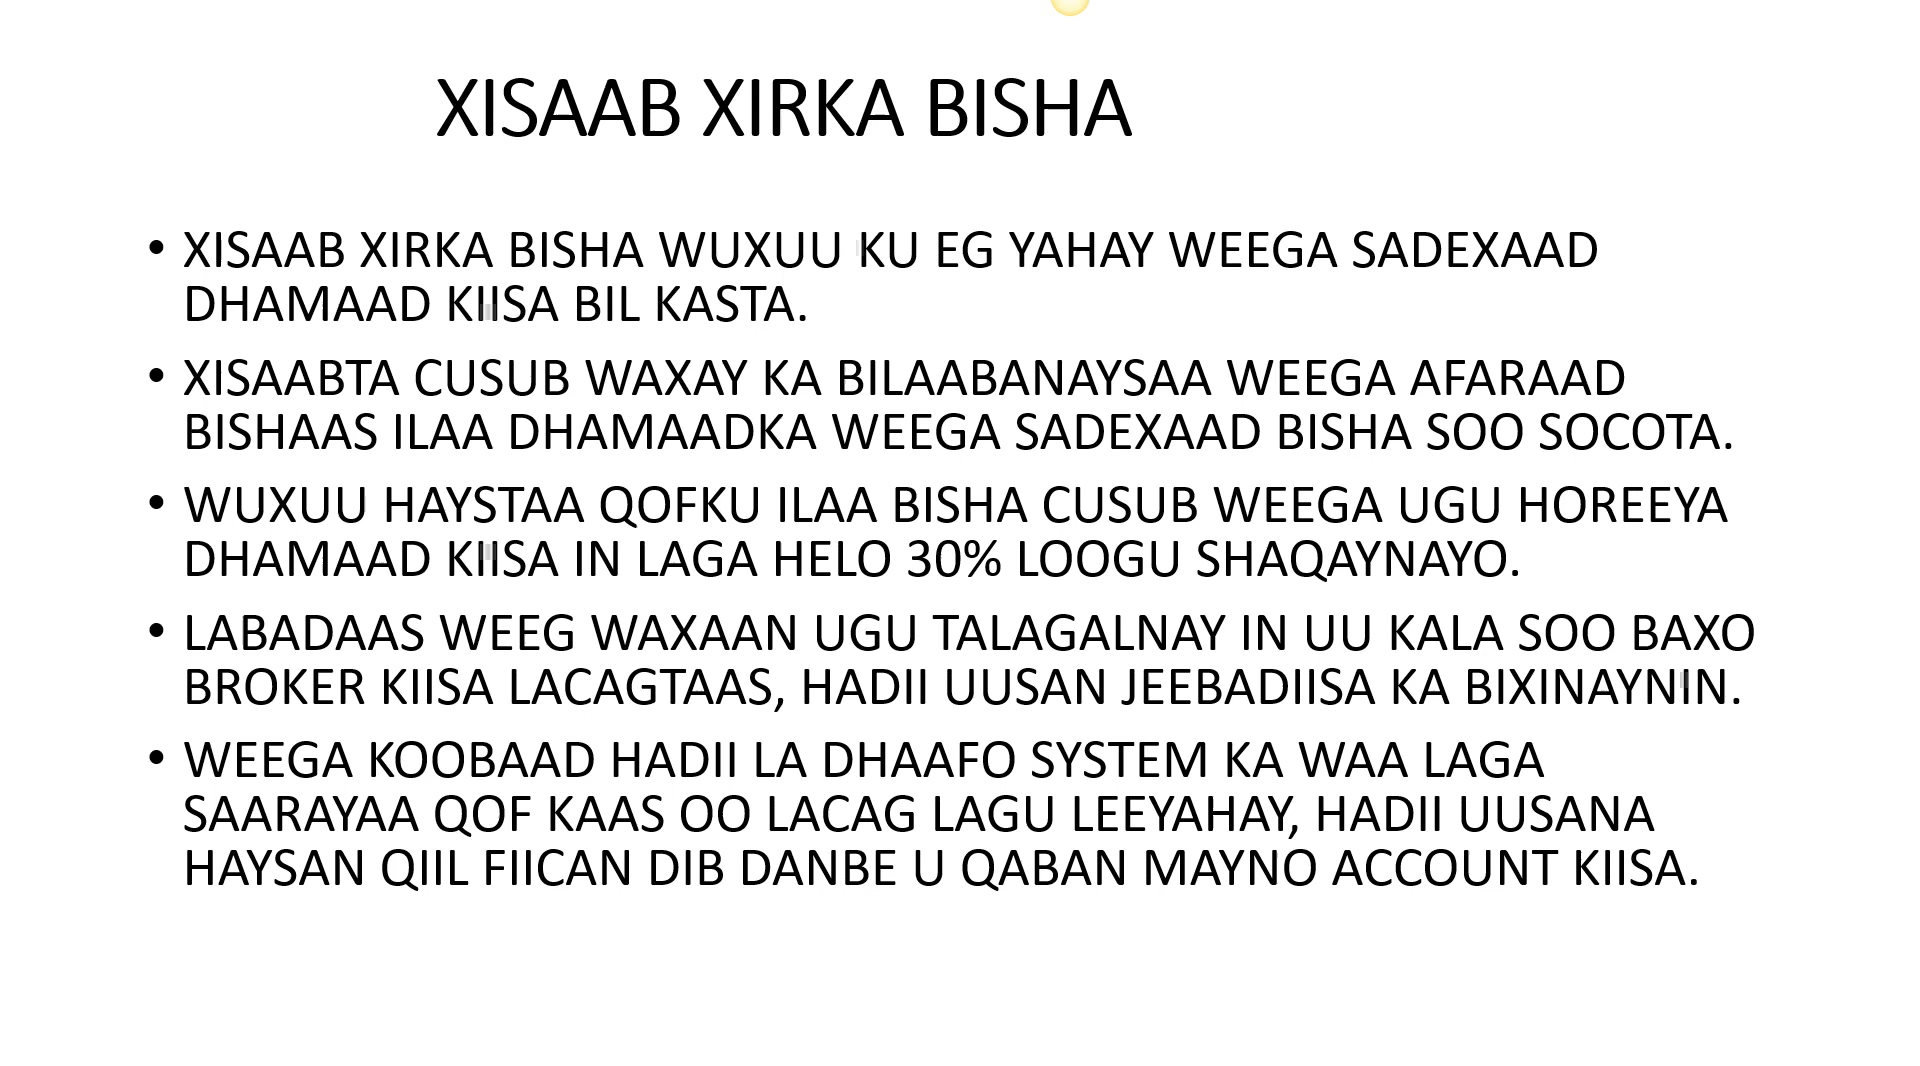 XISAAB XIRKA BISHA
• XISAAB XIRKA BISHA WUXUU KU EG YAHAY WEEGA SADEXAAD
DHAMAAD KIISA BIL KASTA.
• XISAABTA CUSUB WAXAY KA BILAABANAYSAA WEEGA AFARAAD
BISHAAS ILAA DHAMAADKA WEEGA SADEXAAD BISHA SOO SOCOTA.
• WUXUU HAYSTAA QOFKU ILAA BISHA CUSUB WEEGA UGU HOREEYA
DHAMAAD KIISA IN LAGA HELO 30% LOOGU SHAQAYNAYO.
• LABADAAS WEEG WAXAAN UGU TALAGALNAY IN UU KALA SOO BAXO
BROKER KIISA LACAGTAAS, HADII UUSAN JEEBADIISA KA BIXINAYNIN.
• WEEGA KOOBAAD HADII LA DHAAFO SYSTEM KA WAA LAGA
SAARAYAA QOF KAAS OO LACAG LAGU LEEYAHAY, HADII UUSANA
HAYSAN QIIL FIICAN DIB DANBE U QABAN MAYNO ACCOUNT KIISA.